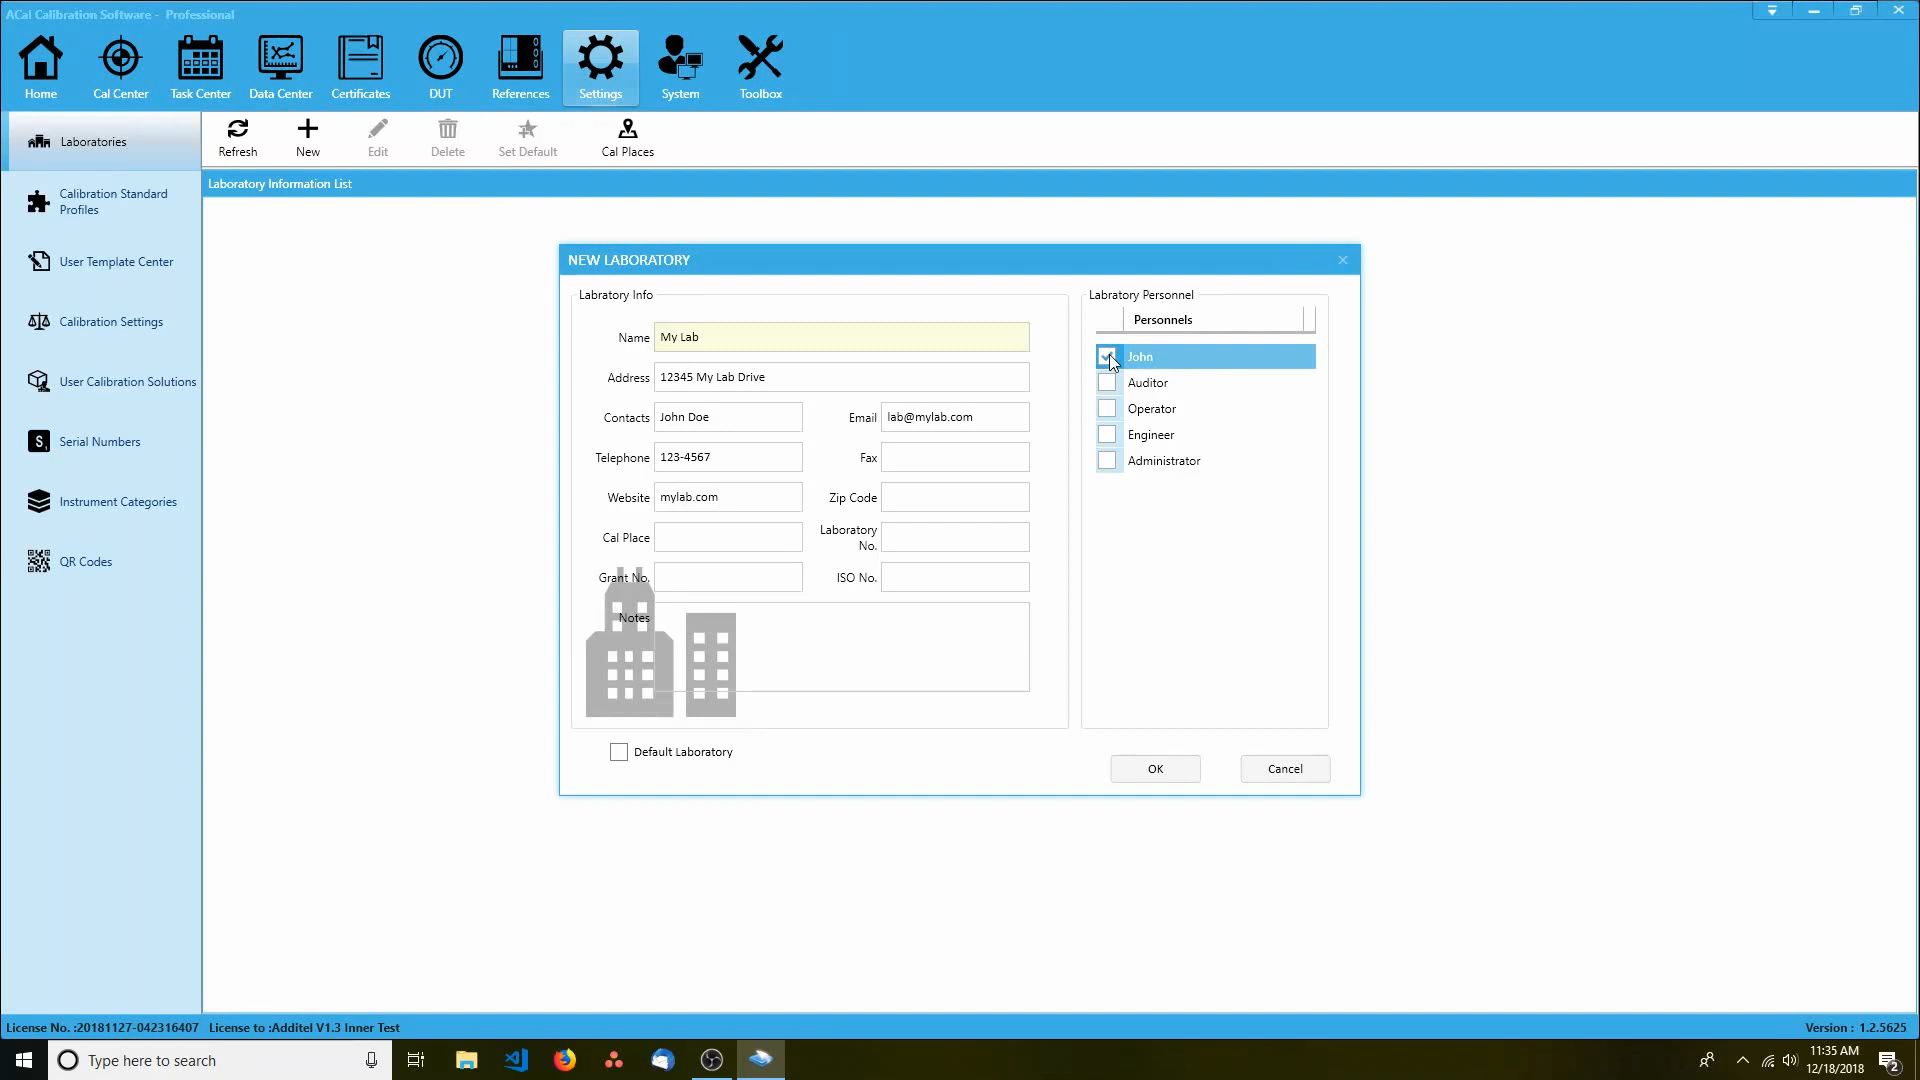 ACal Calibration Software - Professional
Home
Cal Center
Task Center
Data Center
Certificates
DUT
References
Settings
System
Toolbox
Laboratories
Calibration Standard
Profiles
User Template Center
Calibration Settings
User Calibration Solutions
Serial Numbers
Instrument Categories
QR Codes
Refresh
New
Edit
Delete
Set Default
Cal Places
Laboratory Information List
NEW LABORATORY
Labratory Info
Name My Lab
Address 12345 My Lab Drive
Contacts John Doe Email lab@mylab.com
Telephone 123-4567 Fax
Website mylab.com Zip Code
Cal Place Laboratory
No.
Grant No. ISO No.
Notes
Default Laboratory
Labratory Personnel
Personnels
John
Auditor
Operator
Engineer
Administrator
OK
Cancel
License No. :20181127-042316407 License to :Additel V1.3 Inner Test
Version : 1.2.5625
Type here to search
11:35 AM
12/18/2018
2